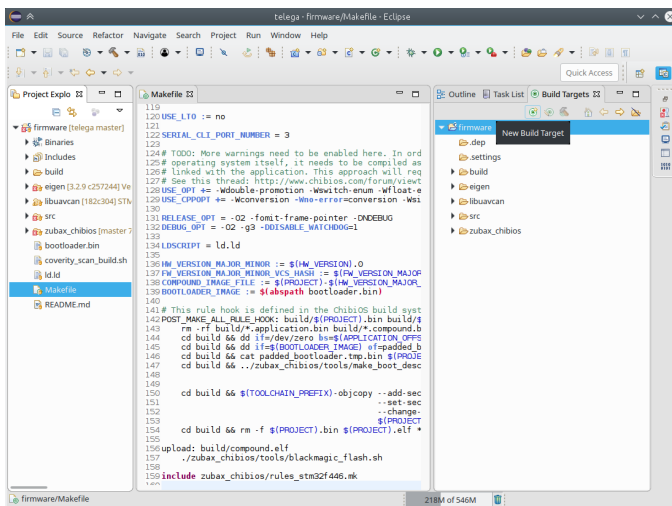 telega - firmware/Makefile - Eclipse
File Edit Source Refactor Navigate Search Project Run Window Help
Quick Access
Project Explo
firmware [telega master]
Binaries
Includes
build
eigen [3.2.9 c257244] Ve
libuavcan [182c304] STM
src
zubax_chibios [master 7
bootloader.bin
coverity_scan_build.sh
ld.ld
Makefile
README.md
Makefile
119
120 USE_LTO := no
121
122 SERIAL_CLI_PORT_NUMBER = 3
123
124 # TODO: More warnings need to be enabled here. In ord
125 # operating system itself, it needs to be compiled as
126 # linked with the application. This approach will req
127 # See this thread: http://www.chibios.com/forum/viewt
128 USE_OPT += -Wdouble-promotion -Wswitch-enum -Wfloat-e
129 USE_CPPOPT += -Wconversion -Wno-error=conversion -Wsi
130
131 RELEASE_OPT = -O2 -fomit-frame-pointer -DNDEBUG
132 DEBUG_OPT = -O2 -g3 -DDISABLE_WATCHDOG=1
133
134 LDSCRIPT = ld.ld
135
136 HW_VERSION_MAJOR_MINOR := $(HW_VERSION).0
137 FW_VERSION_MAJOR_MINOR_VCS_HASH := $(FW_VERSION_MAJOR
138 COMPOUND_IMAGE_FILE := $(PROJECT)-$(HW_VERSION_MAJOR_
139 BOOTLOADER_IMAGE := $(abspath bootloader.bin)
140
141 # This rule hook is defined in the ChibiOS build syst
142 POST_MAKE_ALL_RULE_HOOK: build/$(PROJECT).bin build/$
143 rm -rf build/*.application.bin build/*.compound.b
144 cd build && dd if=/dev/zero bs=$(APPLICATION_OFFS
145 cd build && dd if=$(BOOTLOADER_IMAGE) of=padded_b
146 cd build && cat padded_bootloader.tmp.bin $(PROJE
147 cd build && ../zubax_chibios/tools/make_boot_desc
148
149
150 cd build && $(TOOLCHAIN_PREFIX)-objcopy --add-sec
151 --set-sec
152 --change-
153 $(PROJECT
154 cd build && rm -f $(PROJECT).bin $(PROJECT).elf *
155
156 upload: build/compound.elf
157 ./zubax_chibios/tools/blackmagic_flash.sh
158
159 include zubax_chibios/rules_stm32f446.mk
160
Outline Task List Build Targets
New Build Target
firmware
.dep
.settings
build
eigen
libuavcan
src
zubax_chibios
firmware/Makefile
218M of 546M